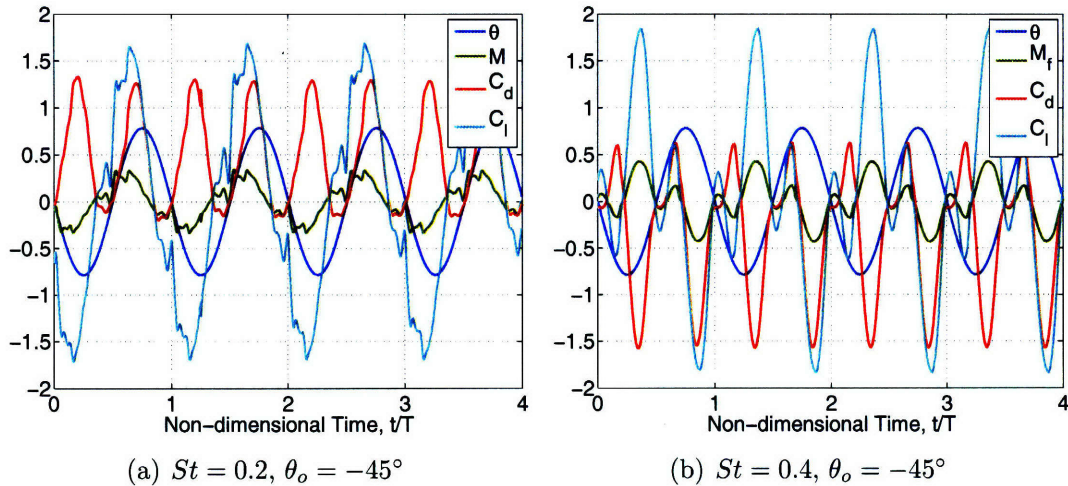 2
1.5
1
0.5
0
−0.5
−1
−1.5
−2
0 1 2 3 4
Non-dimensional Time, t/T
θ
M
C_d
C_l
(a) St = 0.2, θ_o = −45°
2
1.5
1
0.5
0
−0.5
−1
−1.5
−2
0 1 2 3 4
Non-dimensional Time, t/T
θ
M_f
C_d
C_l
(b) St = 0.4, θ_o = −45°